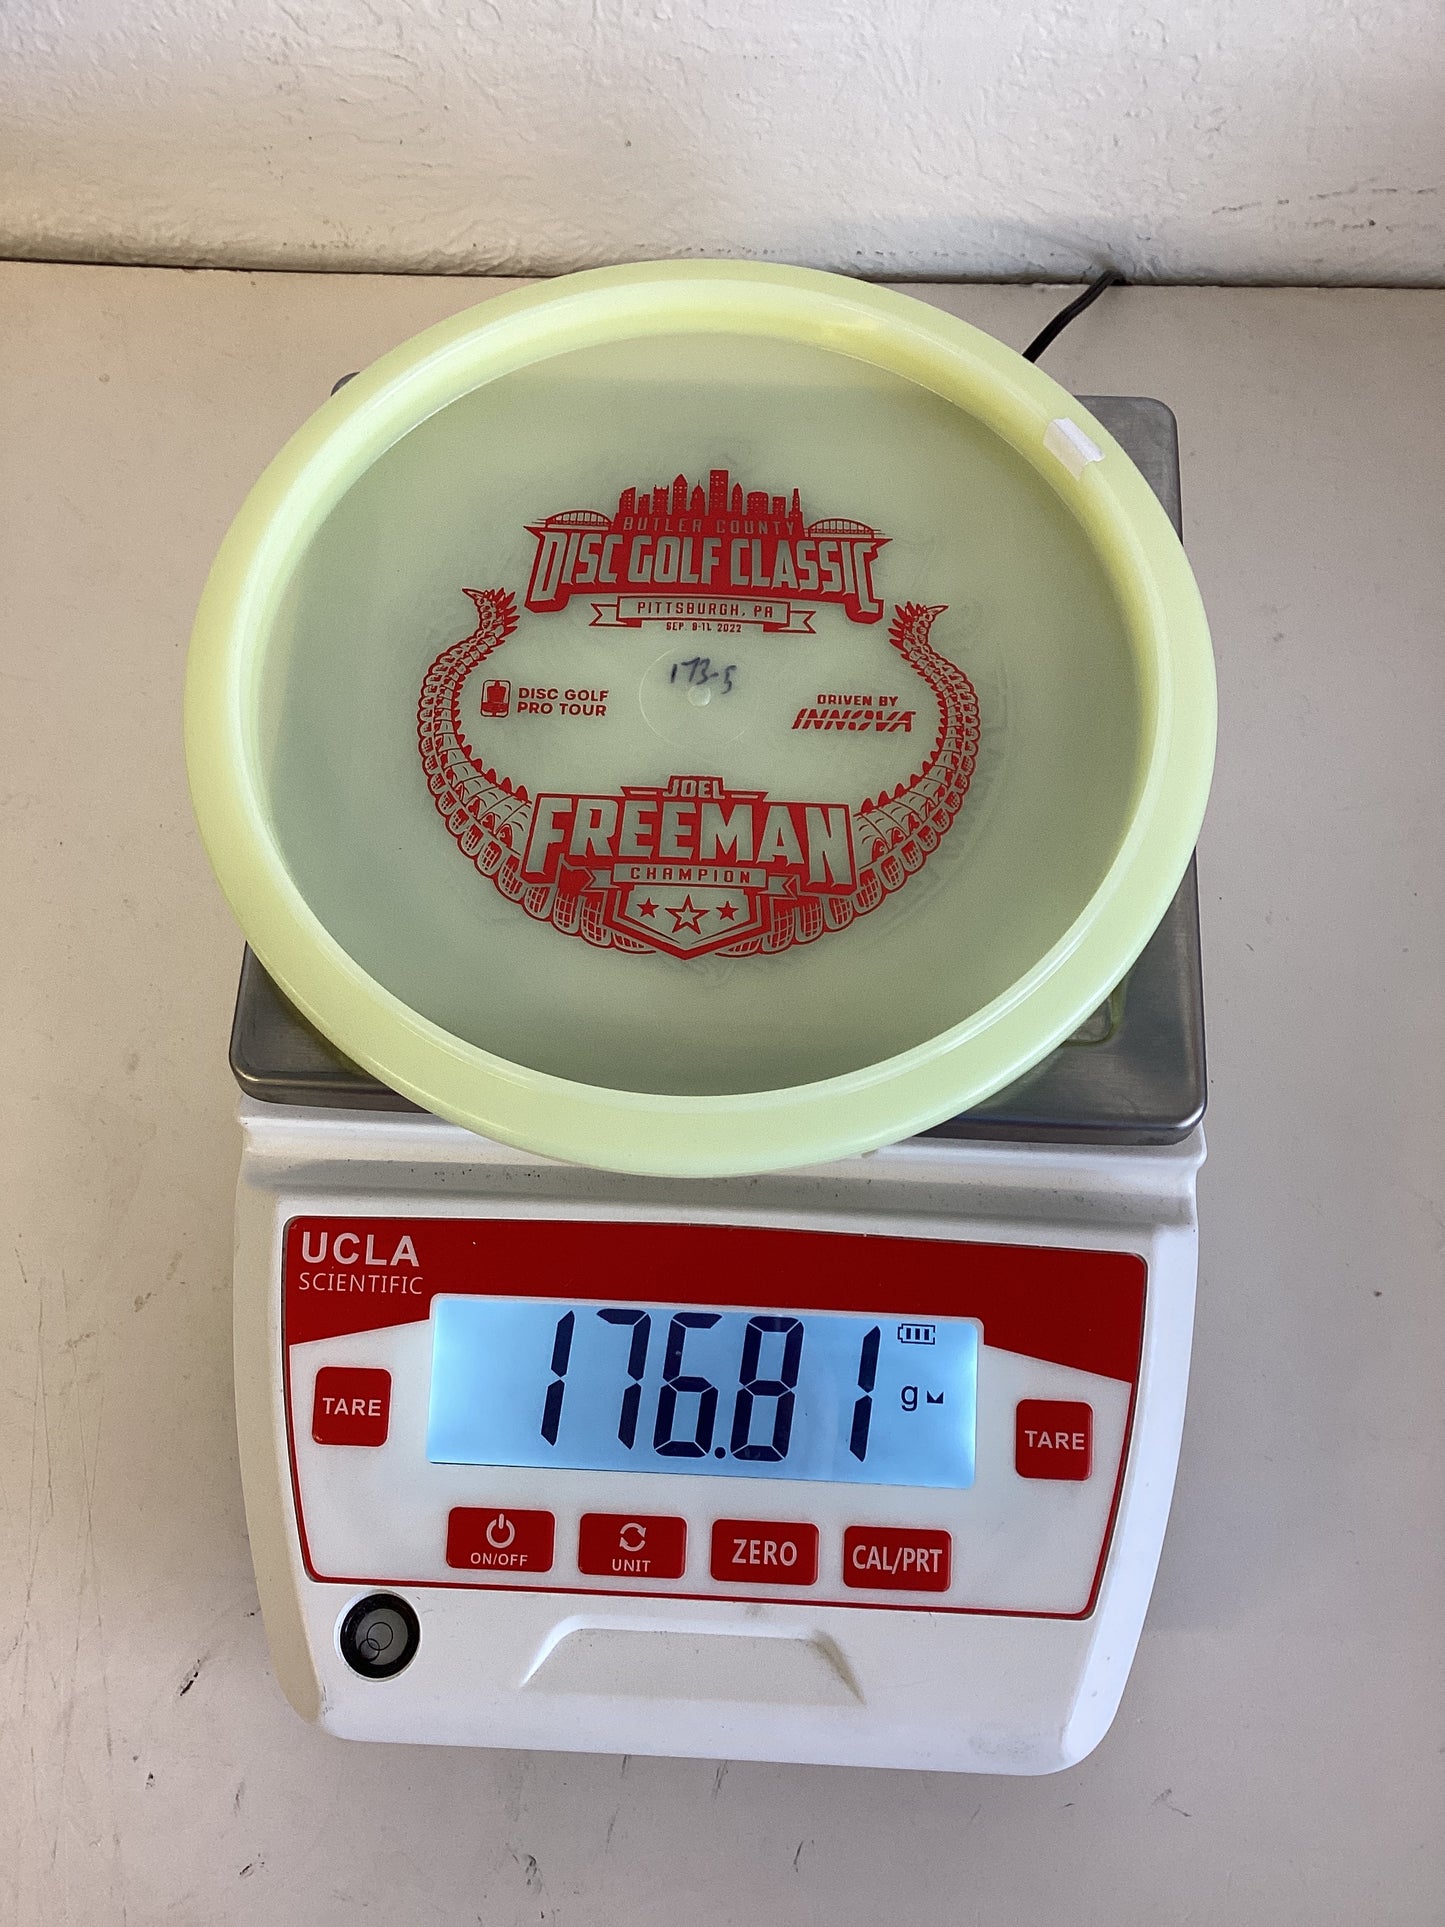 BUTLER COUNTY
DISC GOLF CLASSIC
PITTSBURGH, PA
SEP. 9-11, 2022
173-5
DISC GOLF
PRO TOUR
DRIVEN BY
INNOVA
JOEL
FREEMAN
CHAMPION
UCLA
SCIENTIFIC
176.81 g
TARE
TARE
ON/OFF
UNIT
ZERO
CAL/PRT